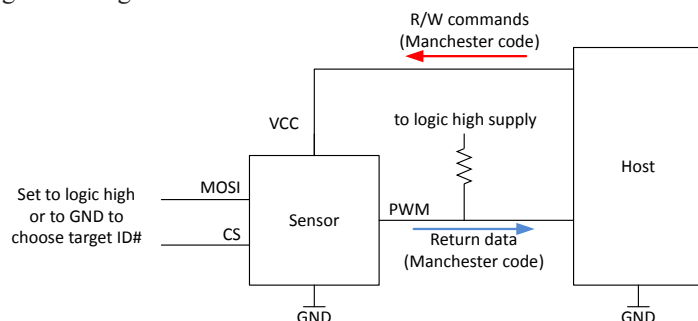 R/W commands
(Manchester code)
VCC
to logic high supply
Host
MOSI
Set to logic high
or to GND to
choose target ID#
Sensor
PWM
CS
Return data
(Manchester code)
GND
GND